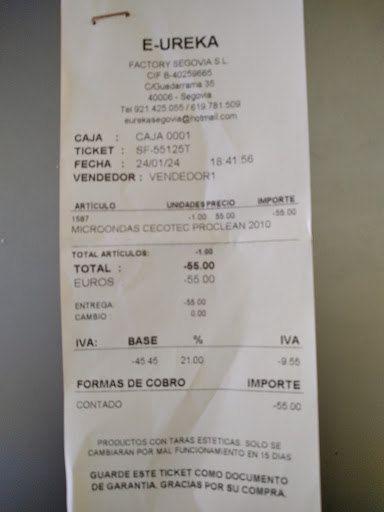 E-UREKA
FACTORY SEGOVIA S.L
CIF B-40259665
C/Guadarrama 35
40006 - Segovia
Tel 921 425 055 / 619 781 509
eurekasegovia@hotmail.com
CAJA : CAJA 0001
TICKET : SF-55125T
FECHA : 24/01/24 18 41 56
VENDEDOR : VENDEDOR1
ARTÍCULO UNIDADES PRECIO IMPORTE
1587 -1.00 55.00 -55.00
MICROONDAS CECOTEC PROCLEAN 2010
TOTAL ARTÍCULOS: -1.00
TOTAL : -55.00
EUROS : -55.00
ENTREGA: -55.00
CAMBIO : 0.00
IVA: BASE % IVA
-45.45 21.00 -9.55
FORMAS DE COBRO IMPORTE
CONTADO -55.00
PRODUCTOS CON TARAS ESTETICAS SOLO SE
CAMBIARAN POR MAL FUNCIONAMIENTO EN 15 DIAS
GUARDE ESTE TICKET COMO DOCUMENTO
DE GARANTIA. GRACIAS POR SU COMPRA.